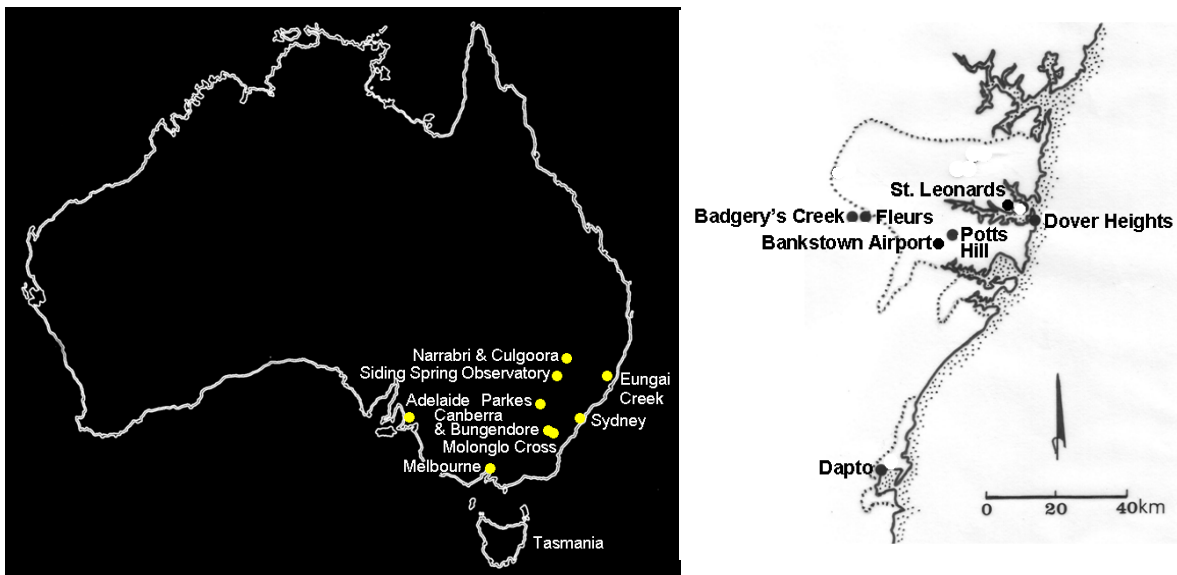 Narrabri & Culgoora
Siding Spring Observatory
Eungai
Creek
Adelaide Parkes
Canberra
Sydney
& Bungendore
Molonglo Cross
Melbourne
Tasmania
St. Leonards
Badgery's Creek
Fleurs
Dover Heights
Bankstown Airport
Potts
Hill
Dapto
0 20 40km